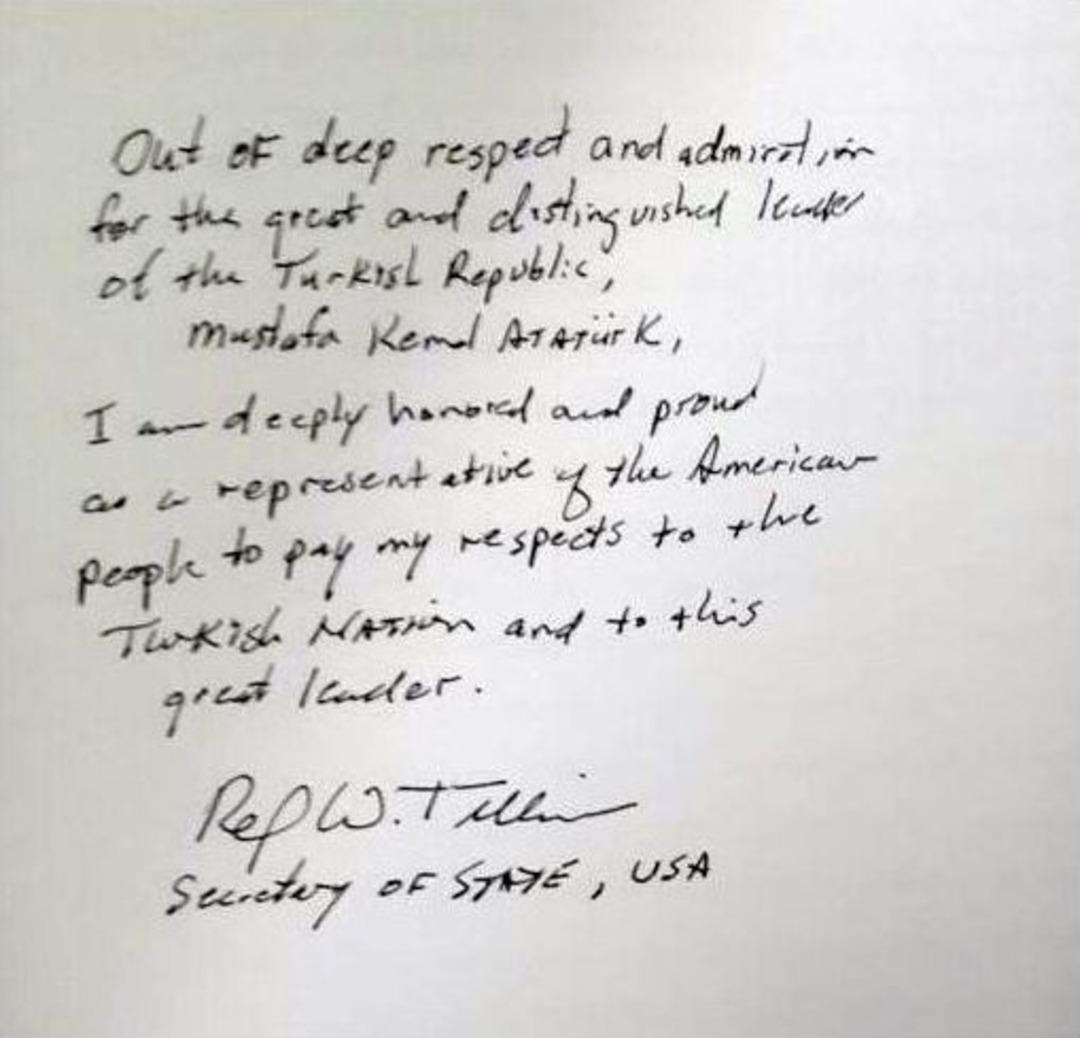 Out OF deep respect and admiration
for the great and distinguished leader
of the Turkish Republic,
Mustafa Kemal ATATürK,
I am deeply honored and proud
as a representative of the American
people to pay my respects to the
Turkish NATion and to this
great leader.
Rex W. Tillerson
Secretary OF STATE, USA